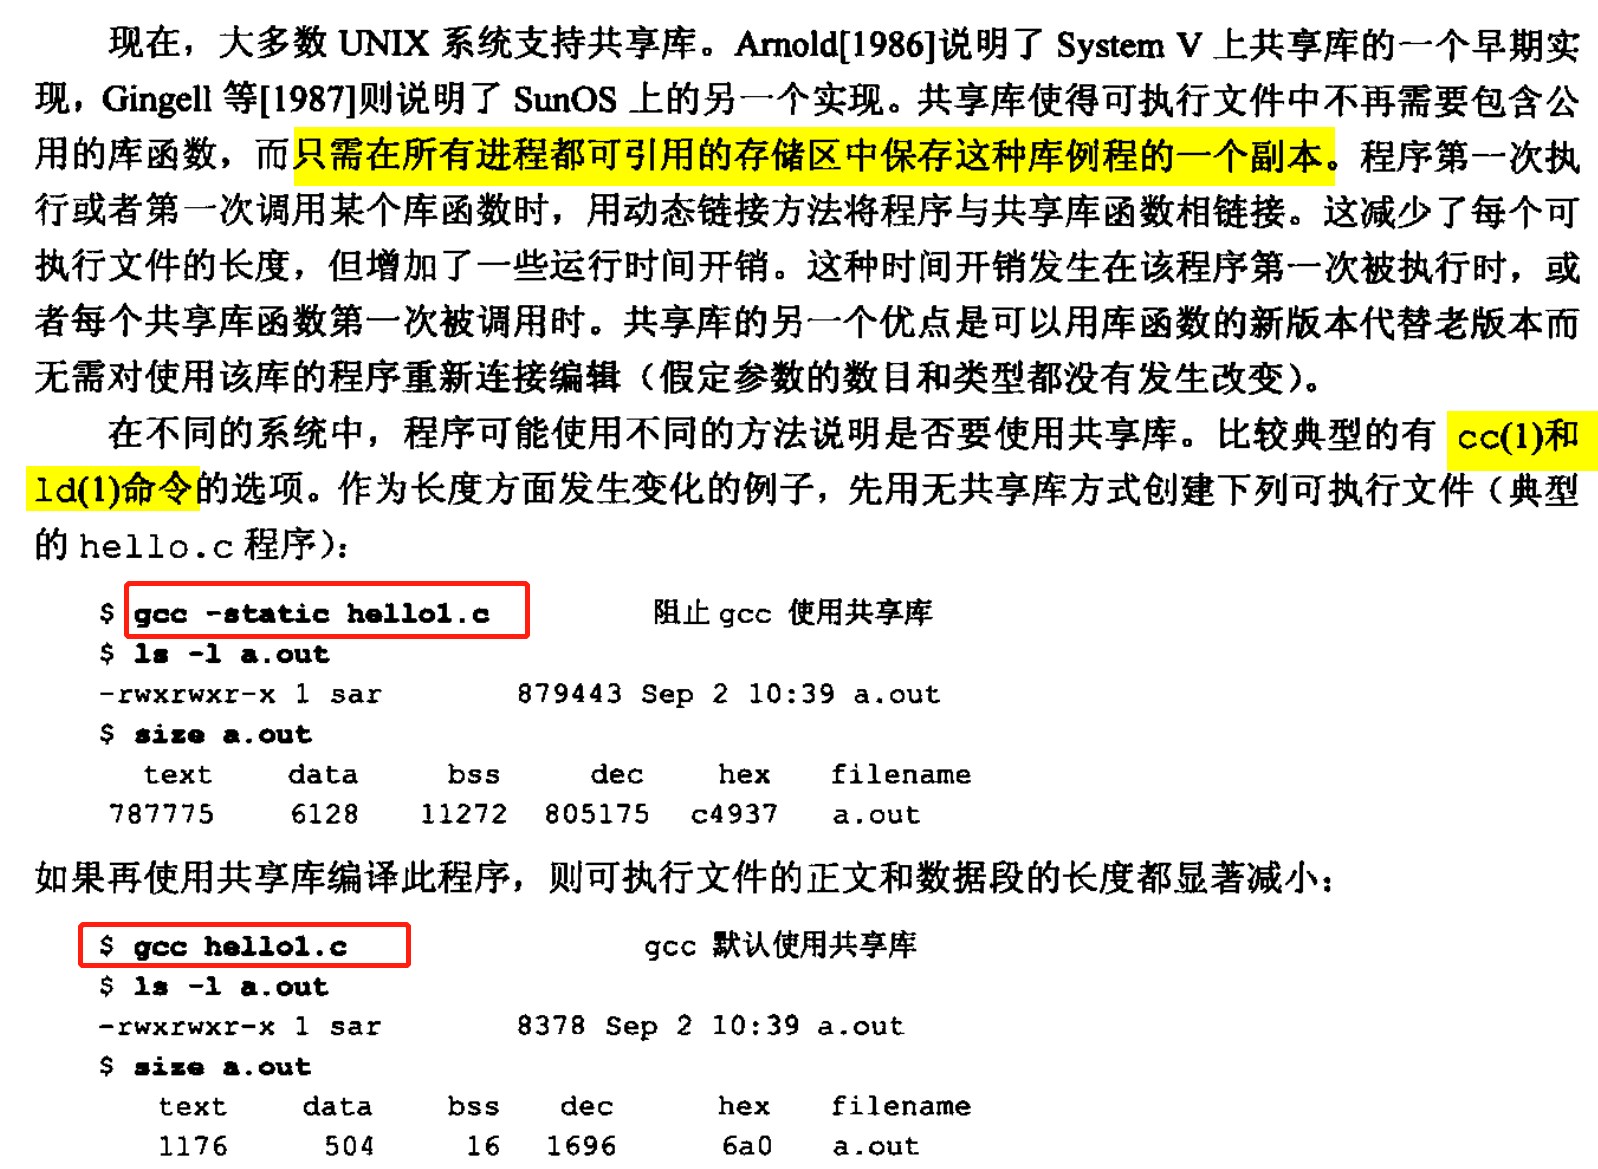 现在，大多数 UNIX 系统支持共享库。Arnold[1986]说明了 System V 上共享库的一个早期实
现，Gingell 等[1987]则说明了 SunOS 上的另一个实现。共享库使得可执行文件中不再需要包含公
用的库函数，而只需在所有进程都可引用的存储区中保存这种库例程的一个副本。程序第一次执
行或者第一次调用某个库函数时，用动态链接方法将程序与共享库函数相链接。这减少了每个可
执行文件的长度，但增加了一些运行时间开销。这种时间开销发生在该程序第一次被执行时，或
者每个共享库函数第一次被调用时。共享库的另一个优点是可以用库函数的新版本代替老版本而
无需对使用该库的程序重新连接编辑（假定参数的数目和类型都没有发生改变）。
在不同的系统中，程序可能使用不同的方法说明是否要使用共享库。比较典型的有 cc(1)和
ld(1)命令的选项。作为长度方面发生变化的例子，先用无共享库方式创建下列可执行文件（典型
的 hello.c 程序）：
$ gcc -static hello1.c 阻止 gcc 使用共享库
$ ls -l a.out
-rwxrwxr-x 1 sar 879443 Sep 2 10:39 a.out
$ size a.out
text data bss dec hex filename
787775 6128 11272 805175 c4937 a.out
如果再使用共享库编译此程序，则可执行文件的正文和数据段的长度都显著减小：
$ gcc hello1.c gcc 默认使用共享库
$ ls -l a.out
-rwxrwxr-x 1 sar 8378 Sep 2 10:39 a.out
$ size a.out
text data bss dec hex filename
1176 504 16 1696 6a0 a.out